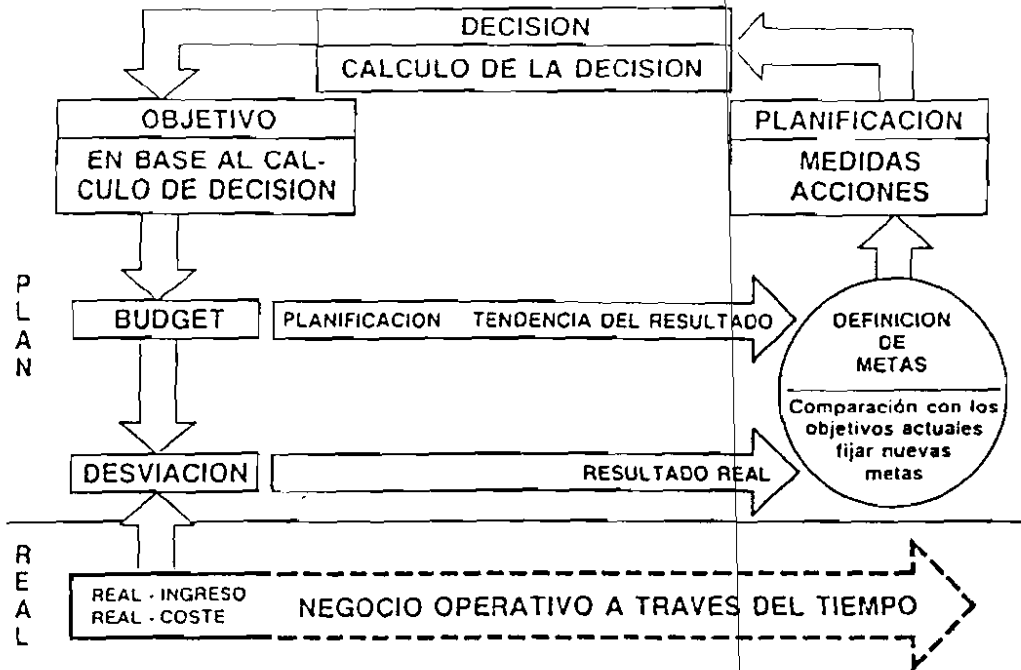 DECISION
CALCULO DE LA DECISION
OBJETIVO
EN BASE AL CAL-
CULO DE DECISION
PLANIFICACION
MEDIDAS
ACCIONES
PLAN
BUDGET
PLANIFICACION TENDENCIA DEL RESULTADO
DEFINICION
DE
METAS
Comparación con los
objetivos actuales
fijar nuevas
metas
DESVIACION
RESULTADO REAL
REAL
REAL - INGRESO
REAL - COSTE
NEGOCIO OPERATIVO A TRAVES DEL TIEMPO